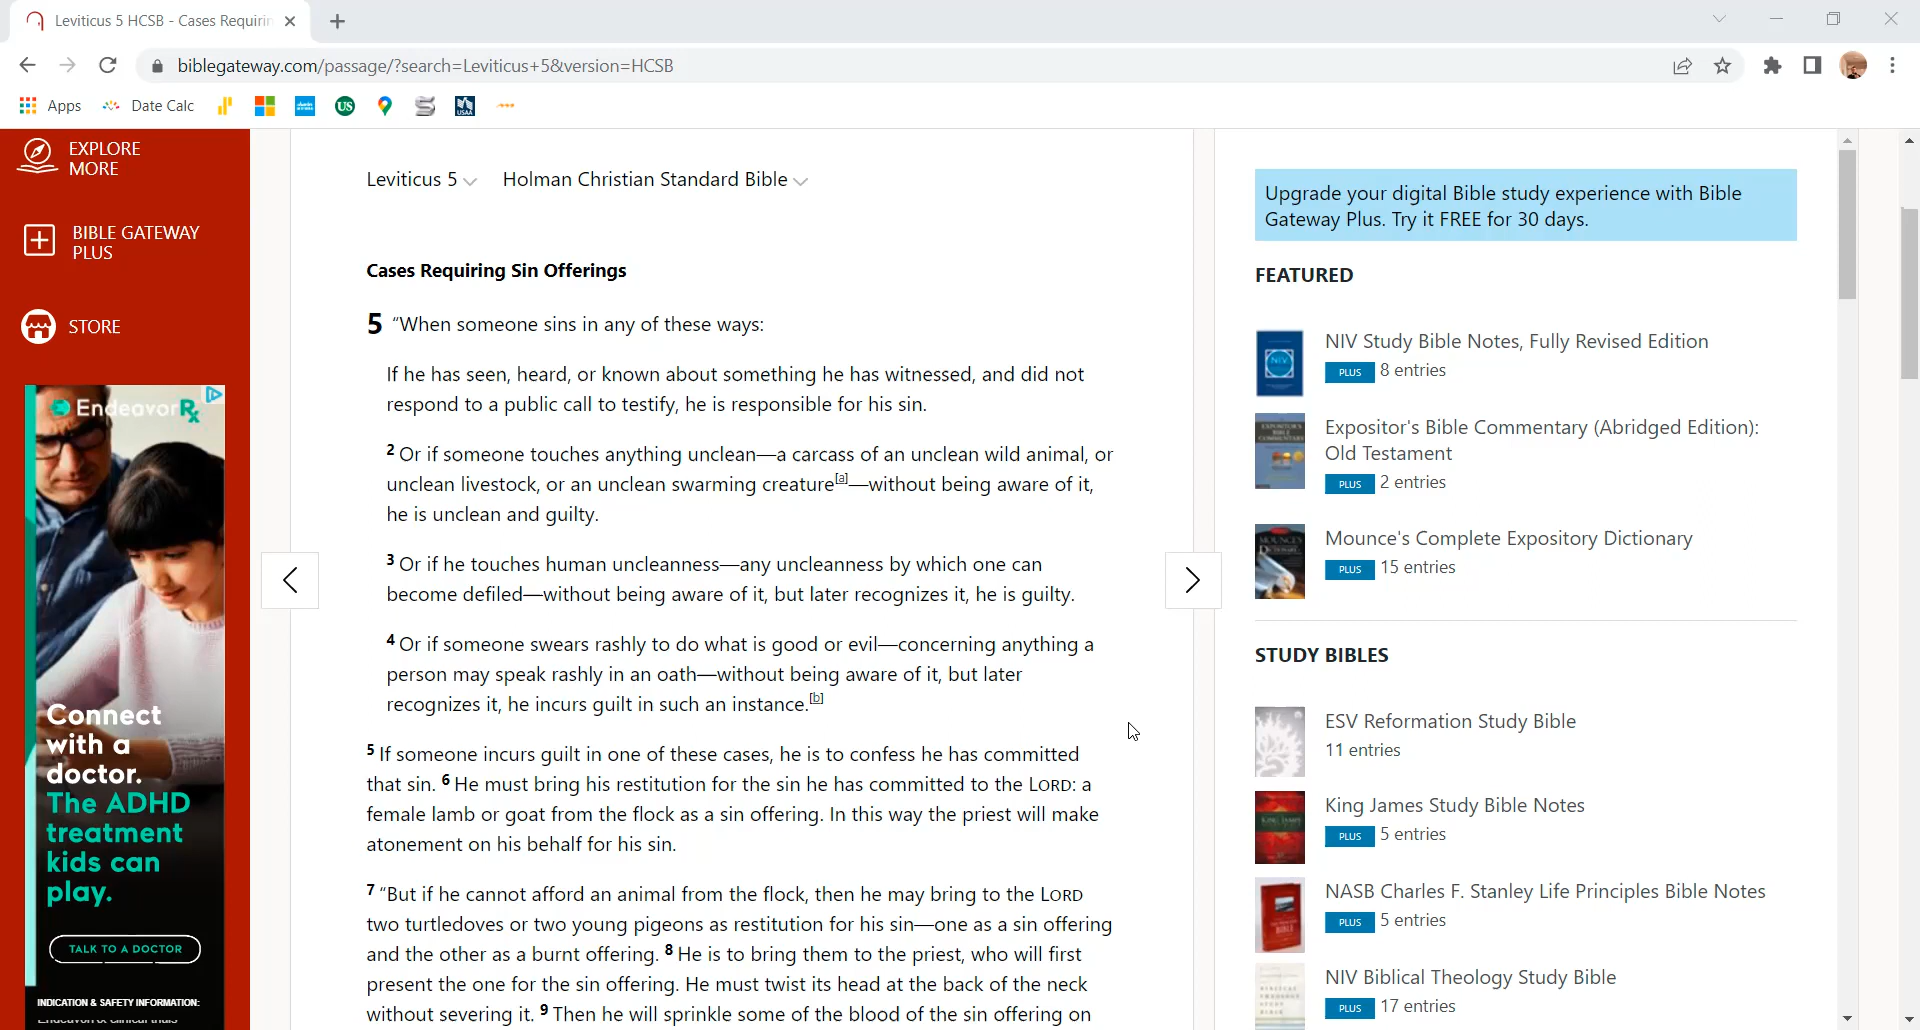 Leviticus 5 HCSB - Cases Requirin
biblegateway.com/passage/?search=Leviticus+5&version=HCSB
Apps
Date Calc
US
USAA
EXPLORE
MORE
BIBLE GATEWAY
PLUS
STORE
EndeavorRx
Connect
with a
doctor.
The ADHD
treatment
kids can
play.
TALK TO A DOCTOR
INDICATION & SAFETY INFORMATION:
Leviticus 5
Holman Christian Standard Bible
Cases Requiring Sin Offerings
5 “When someone sins in any of these ways:
If he has seen, heard, or known about something he has witnessed, and did not
respond to a public call to testify, he is responsible for his sin.
2 Or if someone touches anything unclean—a carcass of an unclean wild animal, or
unclean livestock, or an unclean swarming creature[a]—without being aware of it,
he is unclean and guilty.
3 Or if he touches human uncleanness—any uncleanness by which one can
become defiled—without being aware of it, but later recognizes it, he is guilty.
4 Or if someone swears rashly to do what is good or evil—concerning anything a
person may speak rashly in an oath—without being aware of it, but later
recognizes it, he incurs guilt in such an instance.[b]
5 If someone incurs guilt in one of these cases, he is to confess he has committed
that sin. 6 He must bring his restitution for the sin he has committed to the LORD: a
female lamb or goat from the flock as a sin offering. In this way the priest will make
atonement on his behalf for his sin.
7 “But if he cannot afford an animal from the flock, then he may bring to the LORD
two turtledoves or two young pigeons as restitution for his sin—one as a sin offering
and the other as a burnt offering. 8 He is to bring them to the priest, who will first
present the one for the sin offering. He must twist its head at the back of the neck
without severing it. 9 Then he will sprinkle some of the blood of the sin offering on
Upgrade your digital Bible study experience with Bible
Gateway Plus. Try it FREE for 30 days.
FEATURED
NIV
NIV Study Bible Notes, Fully Revised Edition
PLUS 8 entries
Expositor's Bible Commentary (Abridged Edition):
Old Testament
PLUS 2 entries
Mounce's Complete Expository Dictionary
PLUS 15 entries
STUDY BIBLES
ESV Reformation Study Bible
11 entries
King James Study Bible Notes
PLUS 5 entries
NASB Charles F. Stanley Life Principles Bible Notes
PLUS 5 entries
NIV Biblical Theology Study Bible
PLUS 17 entries